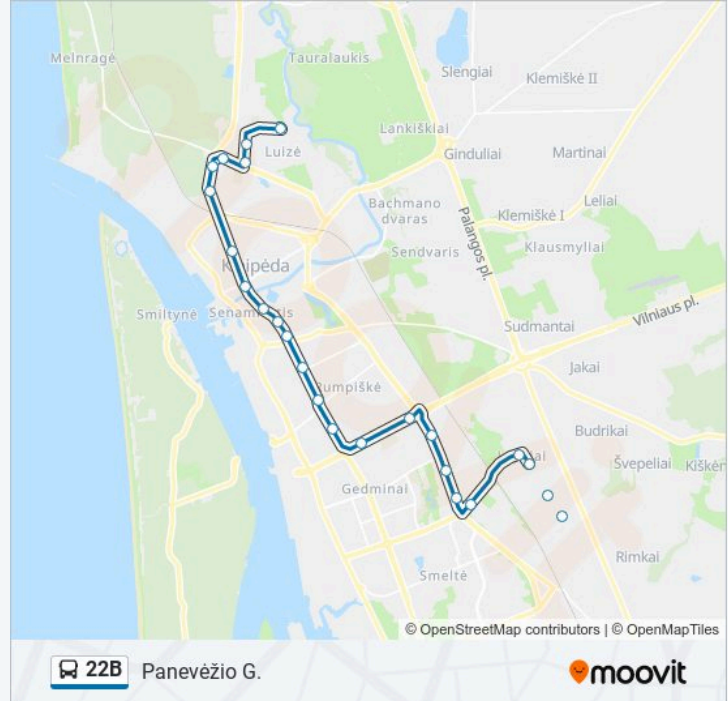 Melnragė
Tauralaukis
Slengiai
Klemiškė II
Luizė
Lankiškiai
Ginduliai
Martinai
Bachmano
dvaras
Leliai
Klemiškė I
Palangos pl.
Sendvaris
Klausmyliai
Klaipėda
Smiltynė
Senamiestis
Vilniaus pl.
Sudmantai
Jakai
Rumpiškė
Budrikai
Švepeliai
Gedminai
Rimkai
Smeltė
© OpenStreetMap contributors | © OpenMapTiles
22B Panevėžio G.
moovit